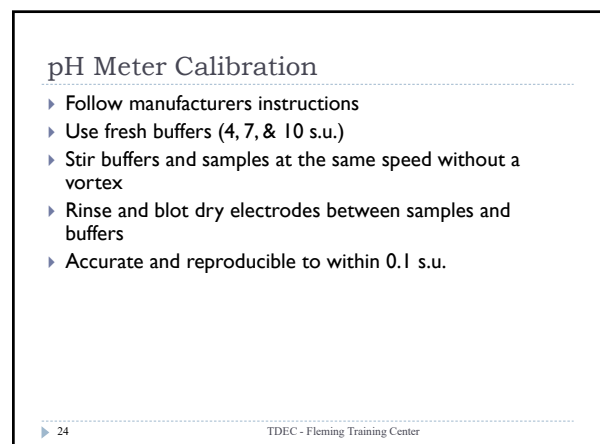 pH Meter Calibration
Follow manufacturers instructions
Use fresh buffers (4, 7, & 10 s.u.)
Stir buffers and samples at the same speed without a
vortex
Rinse and blot dry electrodes between samples and
buffers
Accurate and reproducible to within 0.1 s.u.
24 TDEC - Fleming Training Center